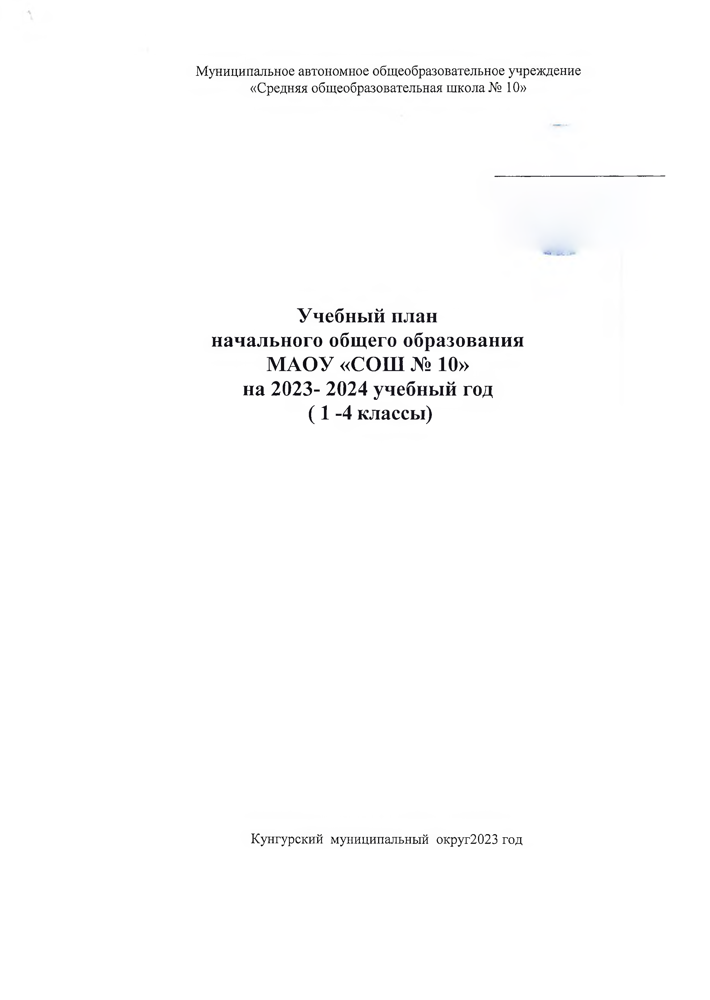 Муниципальное автономное общеобразовательное учреждение
«Средняя общеобразовательная школа № 10»
Учебный план
начального общего образования
МАОУ «СОШ № 10»
на 2023- 2024 учебный год
( 1 -4 классы)
Кунгурский муниципальный округ2023 год